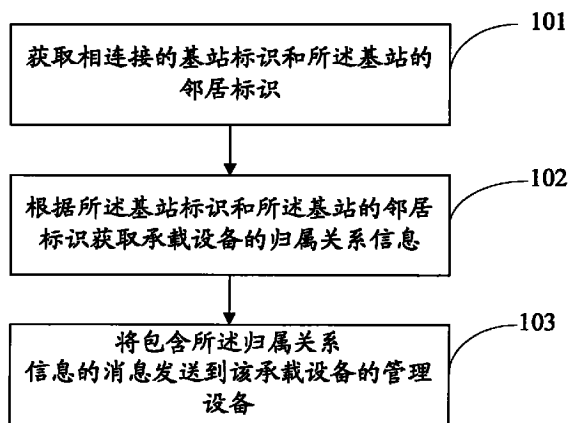 101
获取相连接的基站标识和所述基站的
邻居标识
102
根据所述基站标识和所述基站的邻居
标识获取承载设备的归属关系信息
103
将包含所述归属关系
信息的消息发送到该承载设备的管理
设备